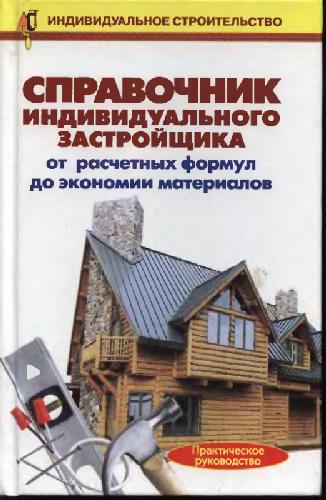 ИНДИВИДУАЛЬНОЕ СТРОИТЕЛЬСТВО
СПРАВОЧНИК
ИНДИВИДУАЛЬНОГО
ЗАСТРОЙЩИКА
от расчетных формул
до экономии материалов
Практическое
руководство